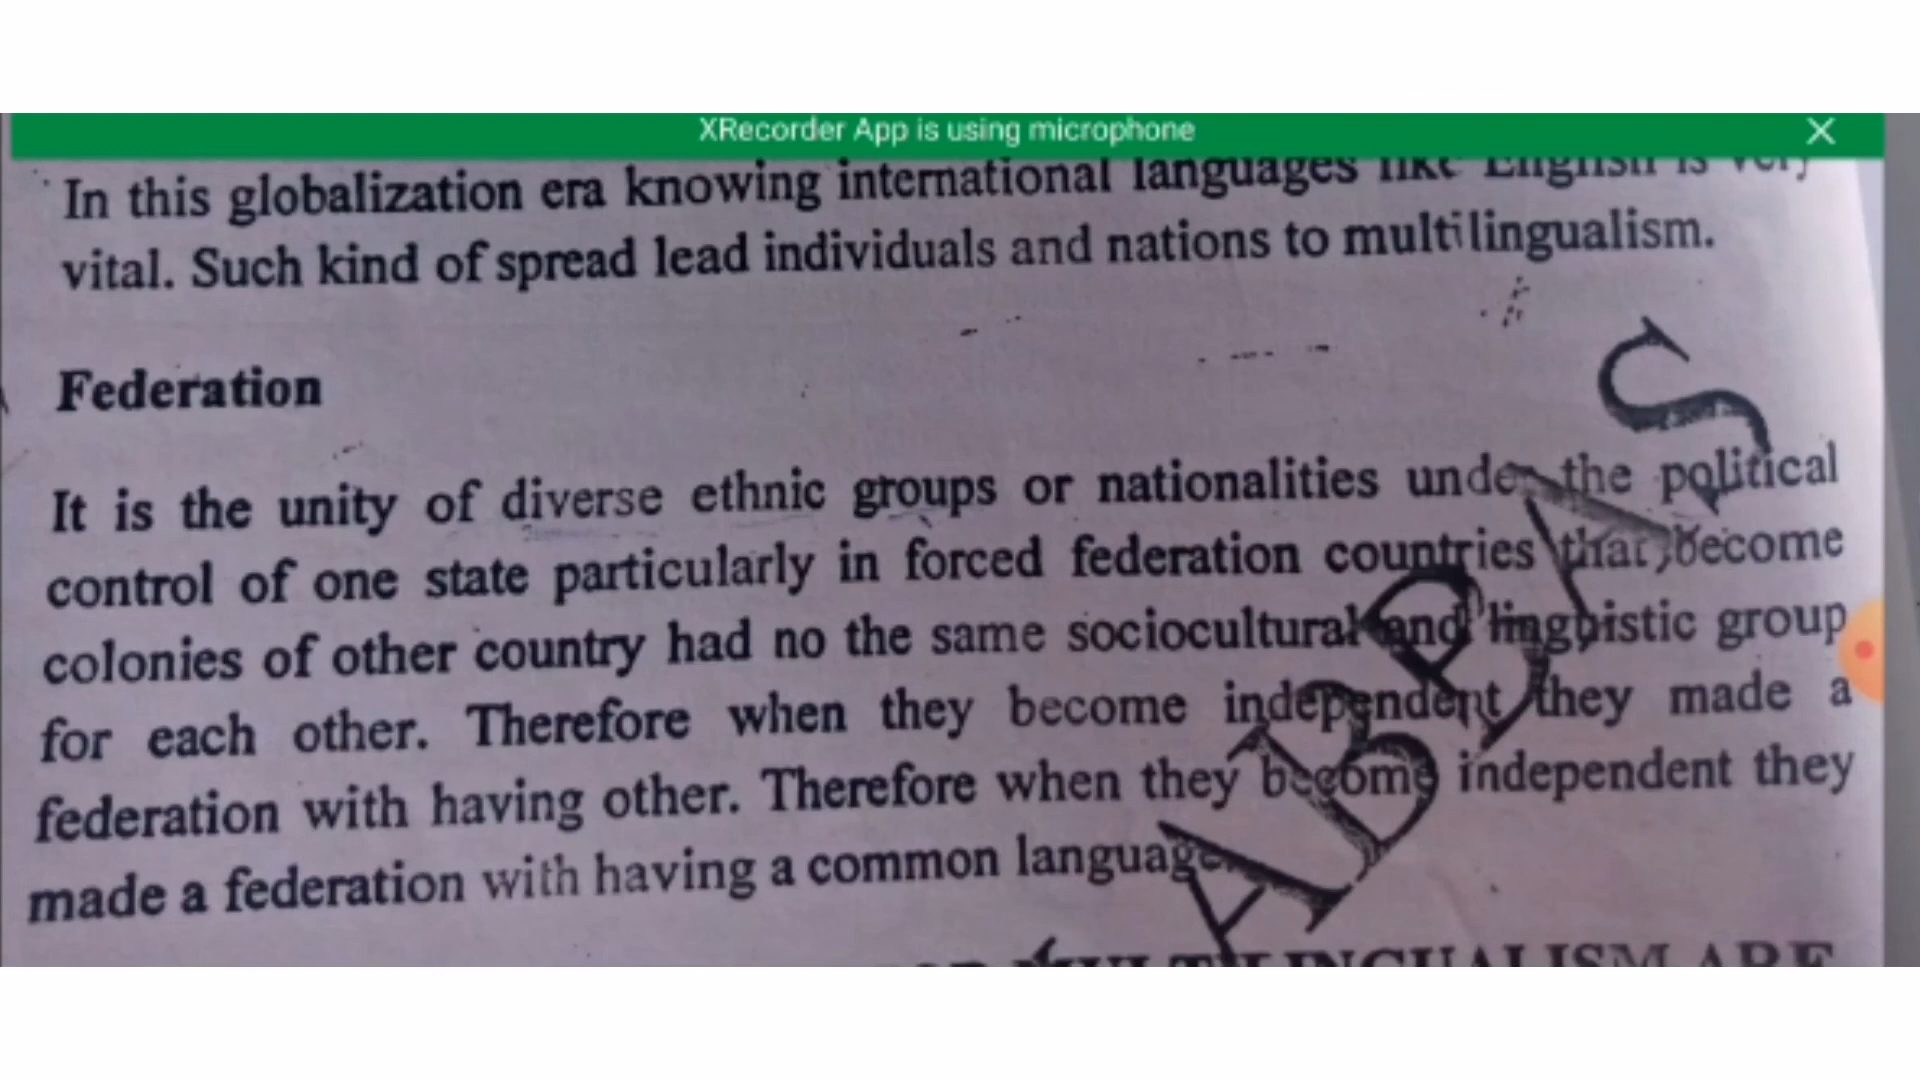 XRecorder App is using microphone
In this globalization era knowing international languages like English is very
vital. Such kind of spread lead individuals and nations to multilingualism.
Federation
It is the unity of diverse ethnic groups or nationalities under the political
control of one state particularly in forced federation countries that become
colonies of other country had no the same sociocultural and linguistic group
for each other. Therefore when they become independent they made a
federation with having other. Therefore when they become independent they
made a federation with having a common language.
ABBAS
MULTILINGUALISM ARE